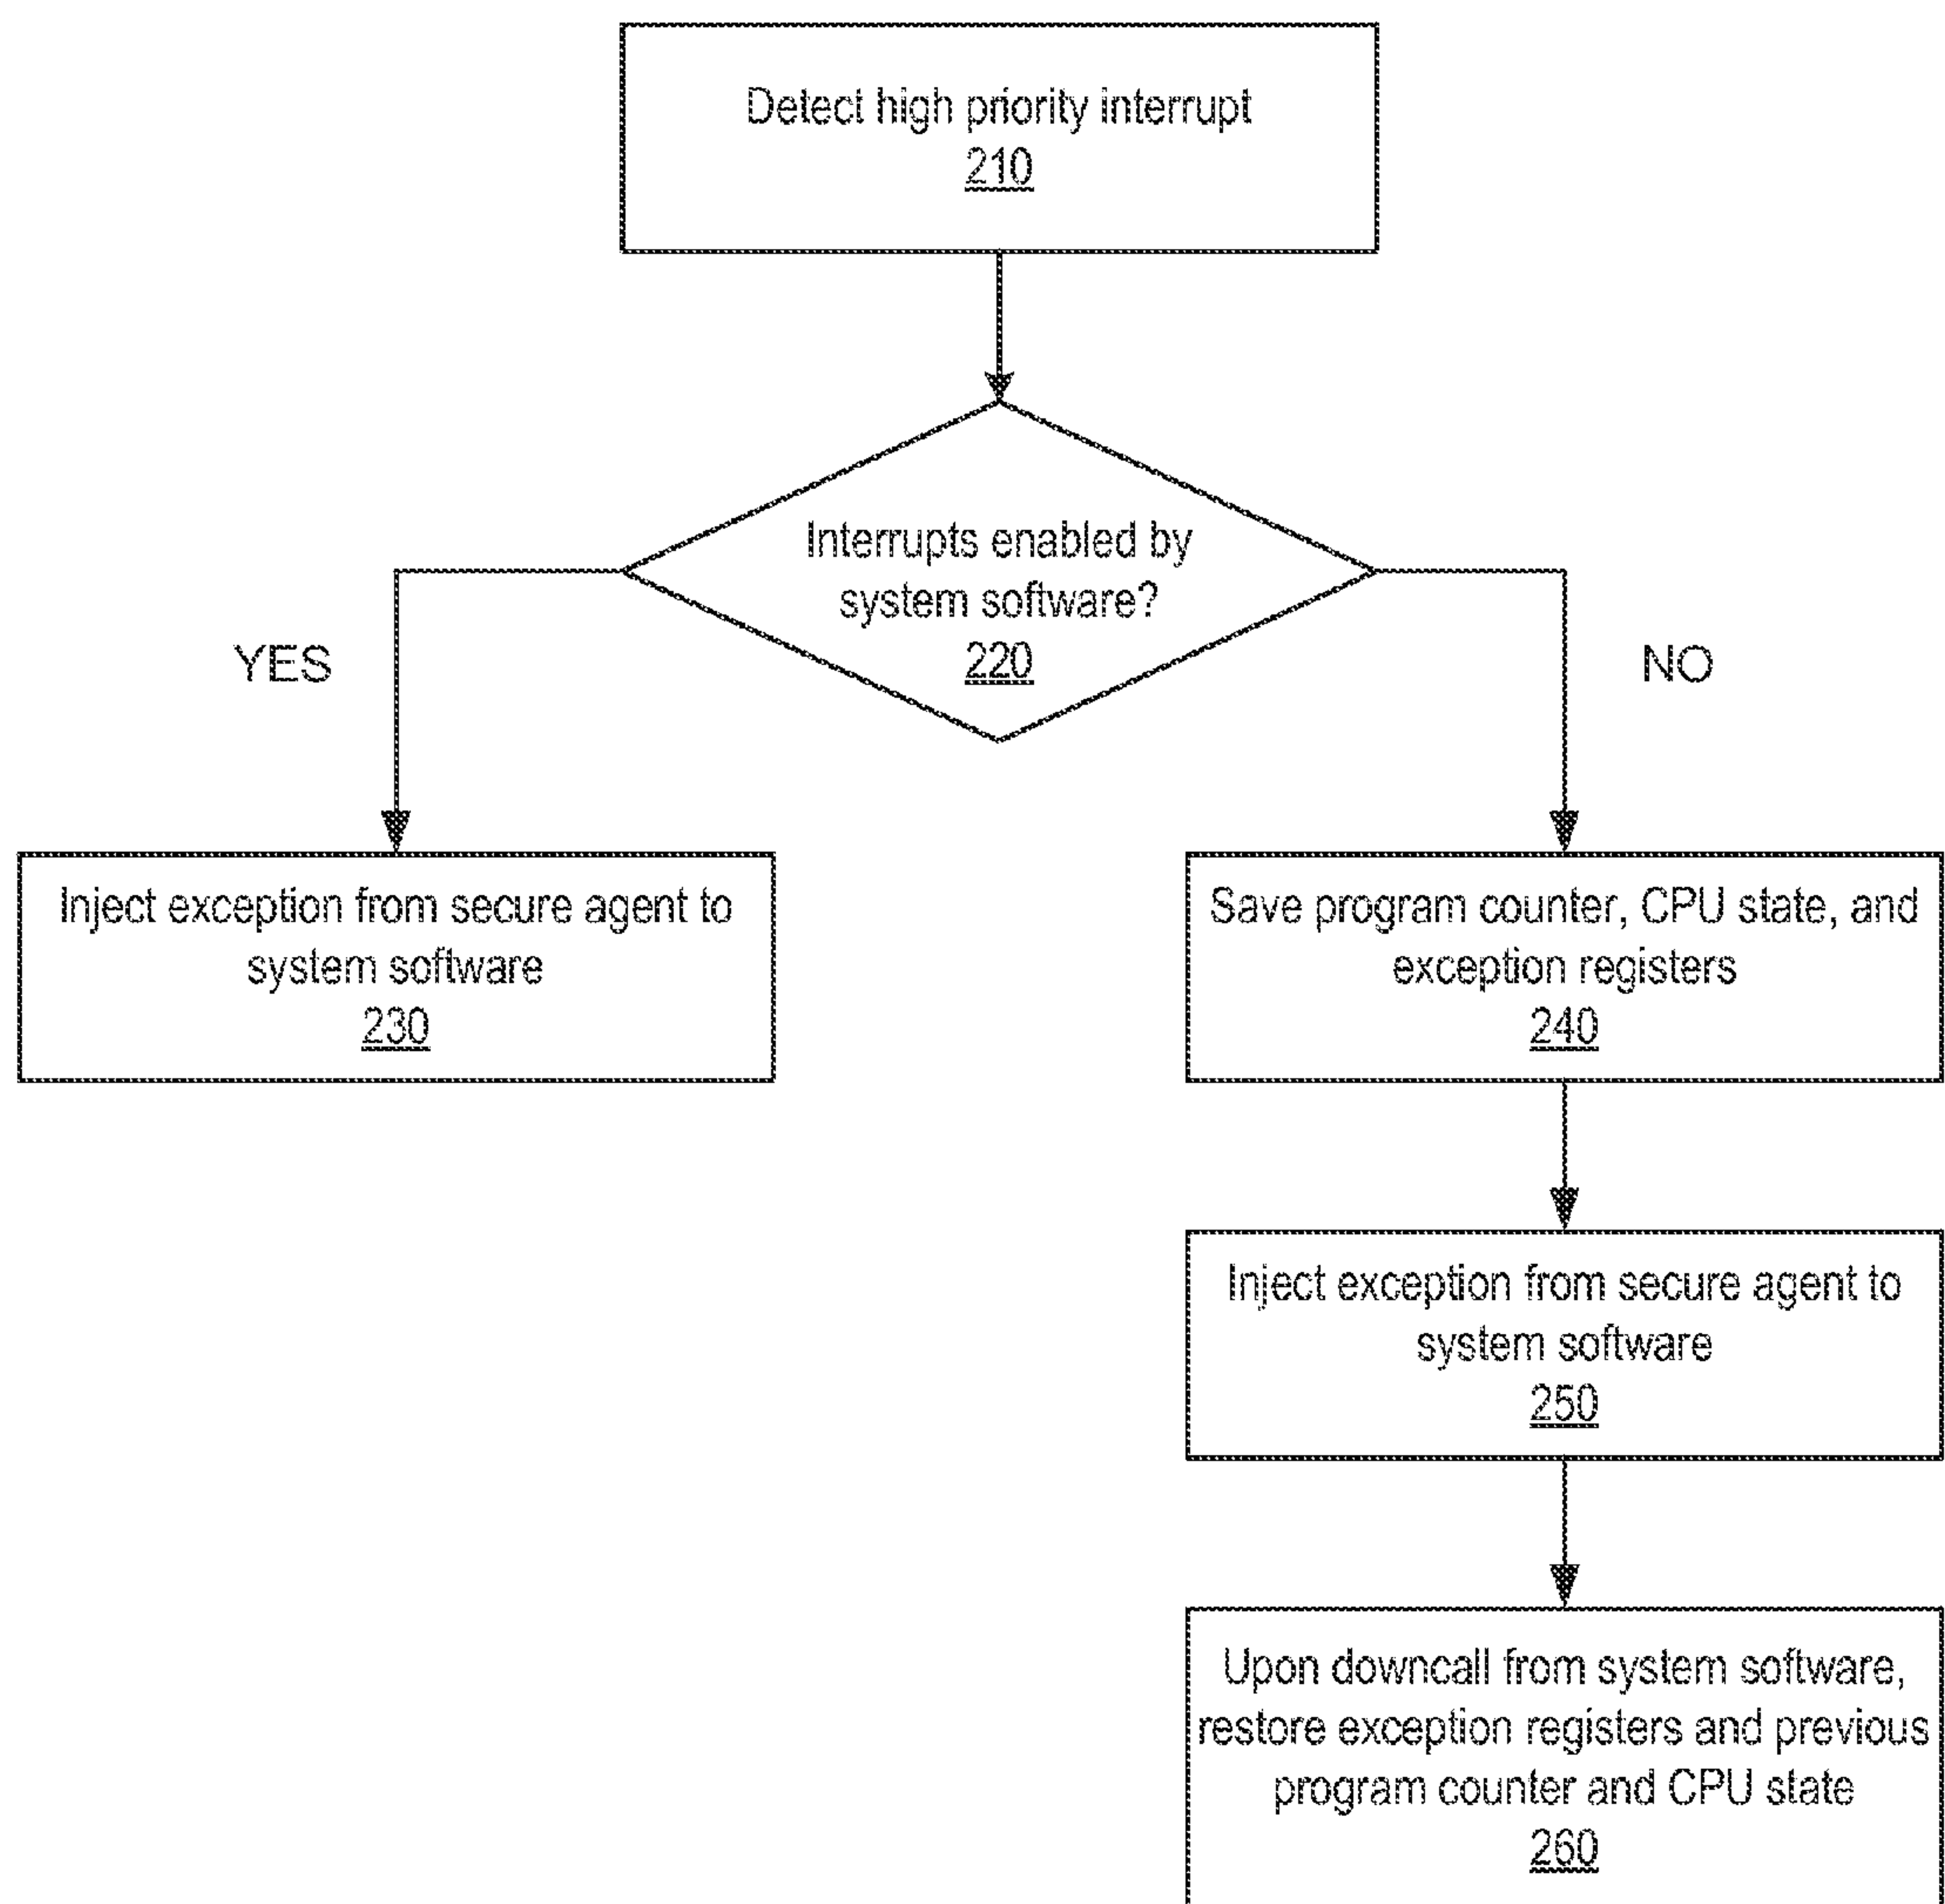 Detect high priority interrupt
210
Interrupts enabled by
system software?
220
YES
NO
Inject exception from secure agent to
system software
230
Save program counter, CPU state, and
exception registers
240
Inject exception from secure agent to
system software
250
Upon downcall from system software,
restore exception registers and previous
program counter and CPU state
260